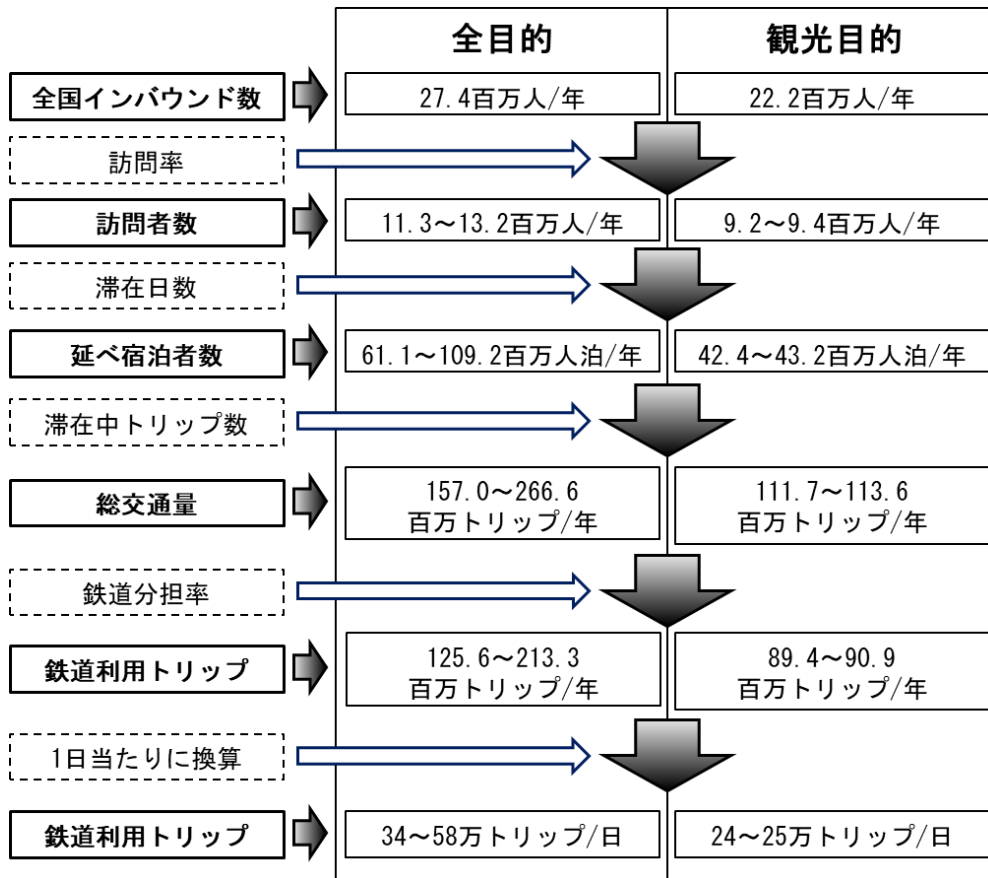 全目的 観光目的
全国インバウンド数 27.4百万人/年 22.2百万人/年
訪問率
訪問者数 11.3～13.2百万人/年 9.2～9.4百万人/年
滞在日数
延べ宿泊者数 61.1～109.2百万人泊/年 42.4～43.2百万人泊/年
滞在中トリップ数
総交通量
157.0～266.6
百万トリップ/年
111.7～113.6
百万トリップ/年
鉄道分担率
鉄道利用トリップ
125.6～213.3
百万トリップ/年
89.4～90.9
百万トリップ/年
1日当たりに換算
鉄道利用トリップ 34～58万トリップ/日 24～25万トリップ/日